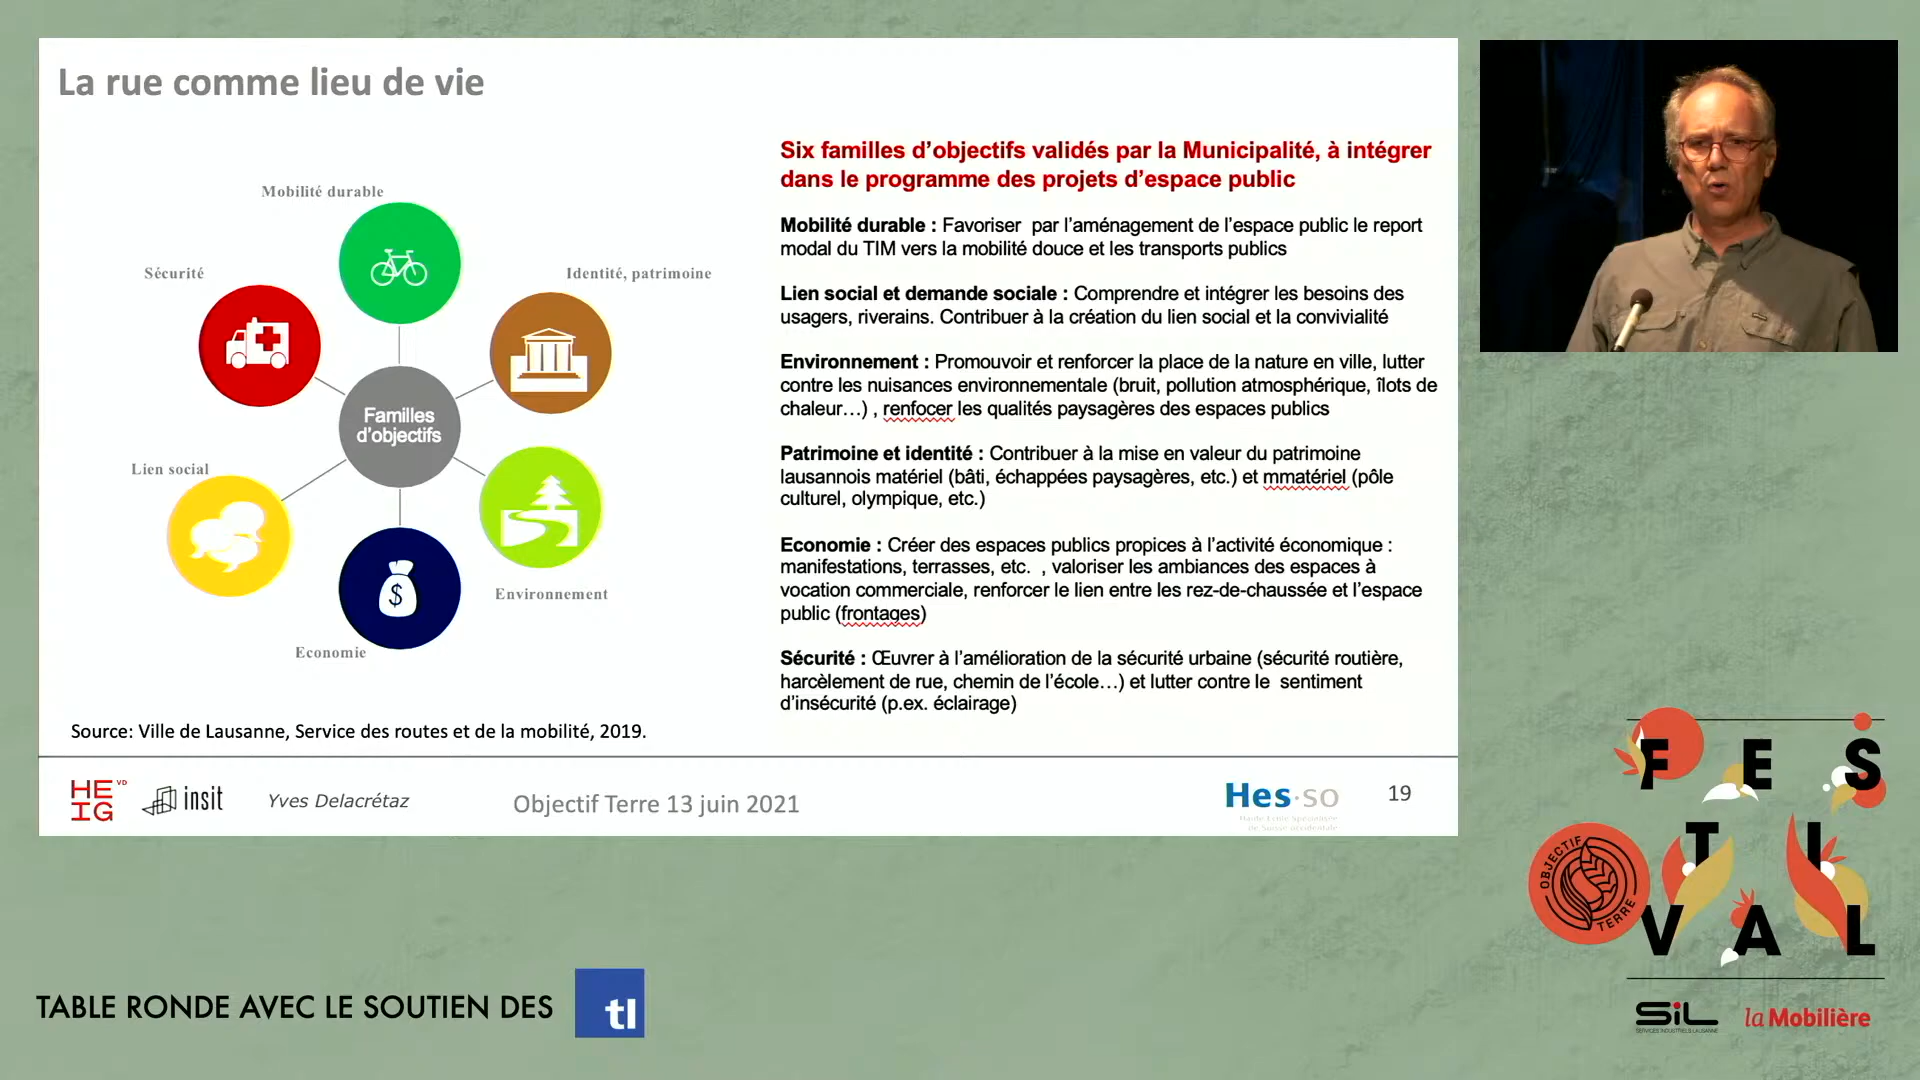 La rue comme lieu de vie
Mobilité durable
Sécurité
Identité, patrimoine
Familles
d'objectifs
Lien social
Environnement
$
Economie
Source: Ville de Lausanne, Service des routes et de la mobilité, 2019.
Six familles d'objectifs validés par la Municipalité, à intégrer
dans le programme des projets d'espace public
Mobilité durable : Favoriser par l'aménagement de l'espace public le report
modal du TIM vers la mobilité douce et les transports publics
Lien social et demande sociale : Comprendre et intégrer les besoins des
usagers, riverains. Contribuer à la création du lien social et la convivialité
Environnement : Promouvoir et renforcer la place de la nature en ville, lutter
contre les nuisances environnementale (bruit, pollution atmosphérique, îlots de
chaleur…) , renfocer les qualités paysagères des espaces publics
Patrimoine et identité : Contribuer à la mise en valeur du patrimoine
lausannois matériel (bâti, échappées paysagères, etc.) et mmatériel (pôle
culturel, olympique, etc.)
Economie : Créer des espaces publics propices à l'activité économique :
manifestations, terrasses, etc. , valoriser les ambiances des espaces à
vocation commerciale, renforcer le lien entre les rez-de-chaussée et l'espace
public (frontages)
Sécurité : Œuvrer à l'amélioration de la sécurité urbaine (sécurité routière,
harcèlement de rue, chemin de l'école…) et lutter contre le sentiment
d'insécurité (p.ex. éclairage)
HE VD
IG
insit
Yves Delacrétaz
Objectif Terre 13 juin 2021
Hes·so
Haute Ecole Spécialisée
de Suisse occidentale
19
FES
TI
VAL
OBJECTIF
TERRE
TABLE RONDE AVEC LE SOUTIEN DES
tl
SiL
SERVICES INDUSTRIELS LAUSANNE
la Mobilière